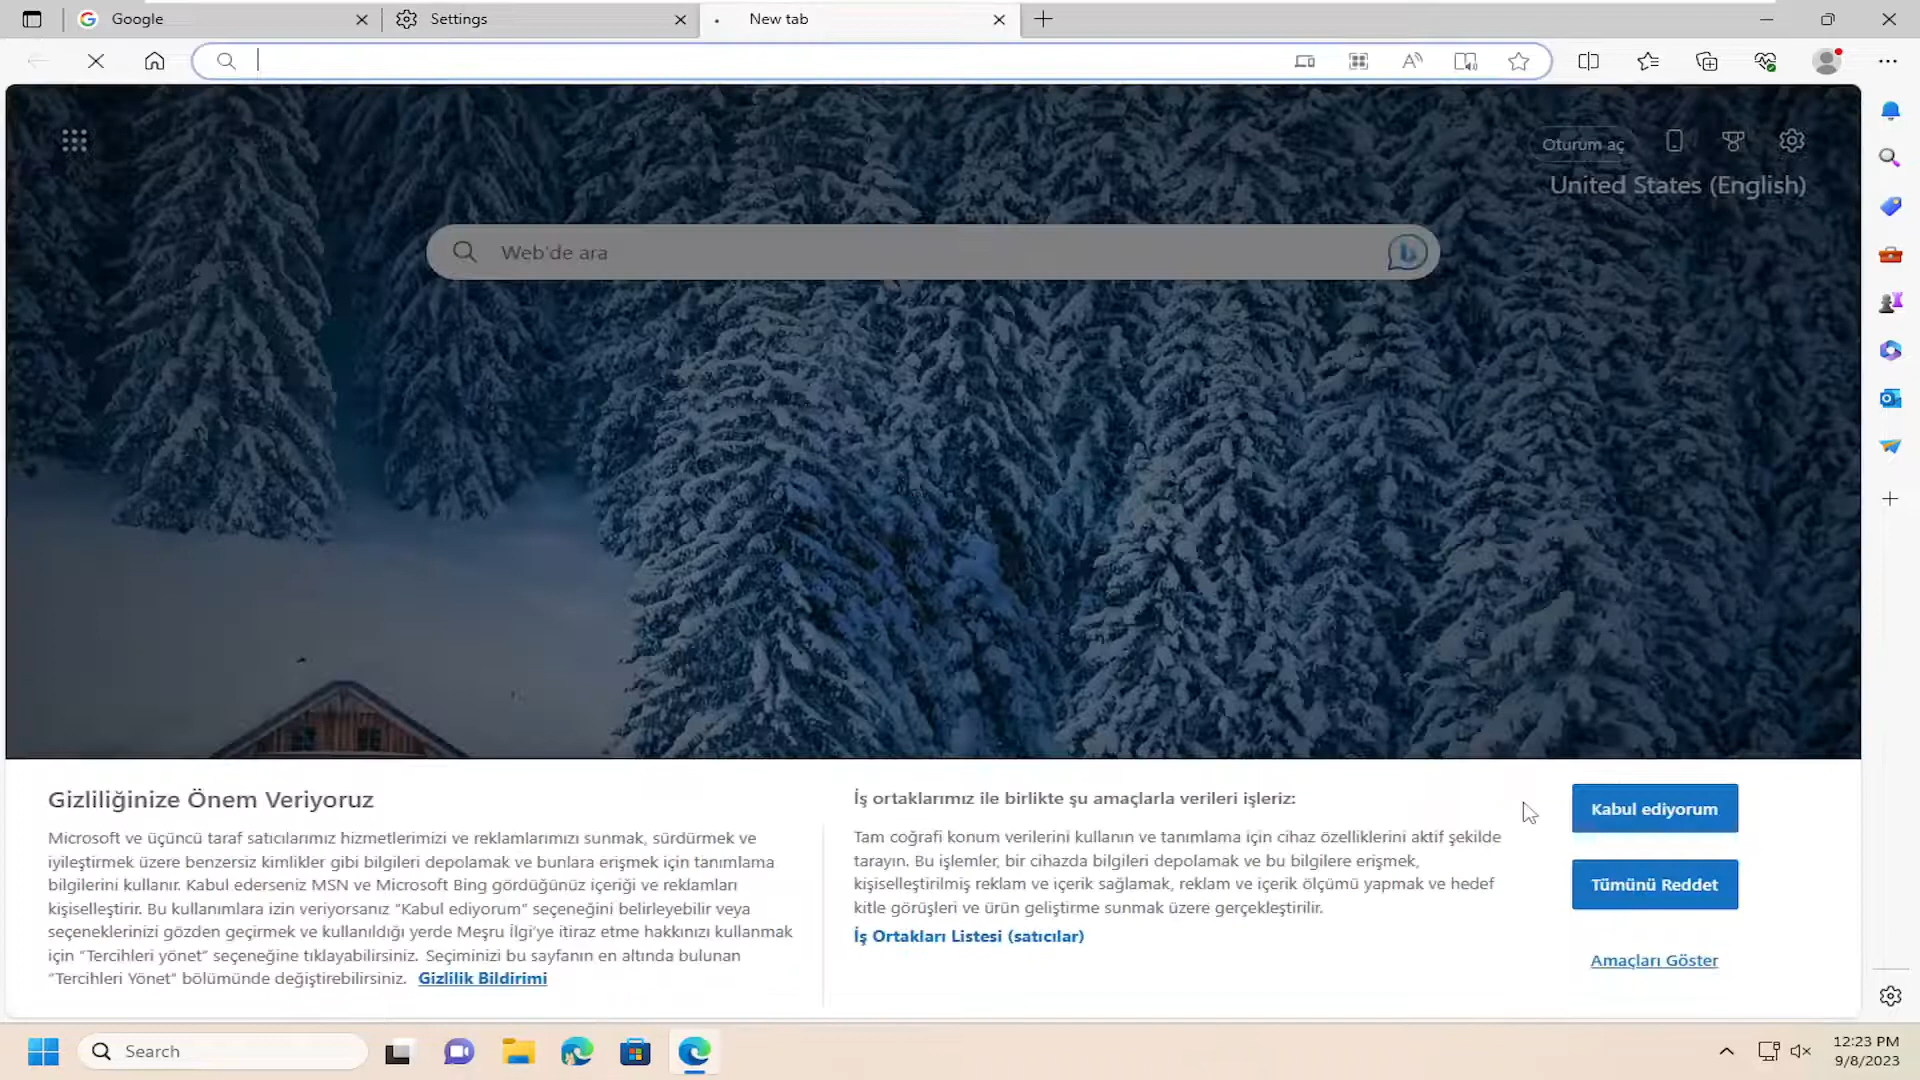 Google
Settings
New tab
Oturum aç
United States (English)
Web'de ara
Gizliliğinize Önem Veriyoruz
Microsoft ve üçüncü taraf satıcılarımız hizmetlerimizi ve reklamlarımızı sunmak, sürdürmek ve
iyileştirmek üzere benzersiz kimlikler gibi bilgileri depolamak ve bunlara erişmek için tanımlama
bilgilerini kullanır. Kabul ederseniz MSN ve Microsoft Bing gördüğünüz içeriği ve reklamları
kişiselleştirir. Bu kullanımlara izin veriyorsanız “Kabul ediyorum” seçeneğini belirleyebilir veya
seçeneklerinizi gözden geçirmek ve kullanıldığı yerde Meşru İlgi'ye itiraz etme hakkınızı kullanmak
için “Tercihleri yönet” seçeneğine tıklayabilirsiniz. Seçiminizi bu sayfanın en altında bulunan
“Tercihleri Yönet” bölümünde değiştirebilirsiniz. Gizlilik Bildirimi
İş ortaklarımız ile birlikte şu amaçlarla verileri işleriz:
Tam coğrafi konum verilerini kullanın ve tanımlama için cihaz özelliklerini aktif şekilde
tarayın. Bu işlemler, bir cihazda bilgileri depolamak ve bu bilgilere erişmek,
kişiselleştirilmiş reklam ve içerik sağlamak, reklam ve içerik ölçümü yapmak ve hedef
kitle görüşleri ve ürün geliştirme sunmak üzere gerçekleştirilir.
İş Ortakları Listesi (satıcılar)
Kabul ediyorum
Tümünü Reddet
Amaçları Göster
Search
12:23 PM
9/8/2023